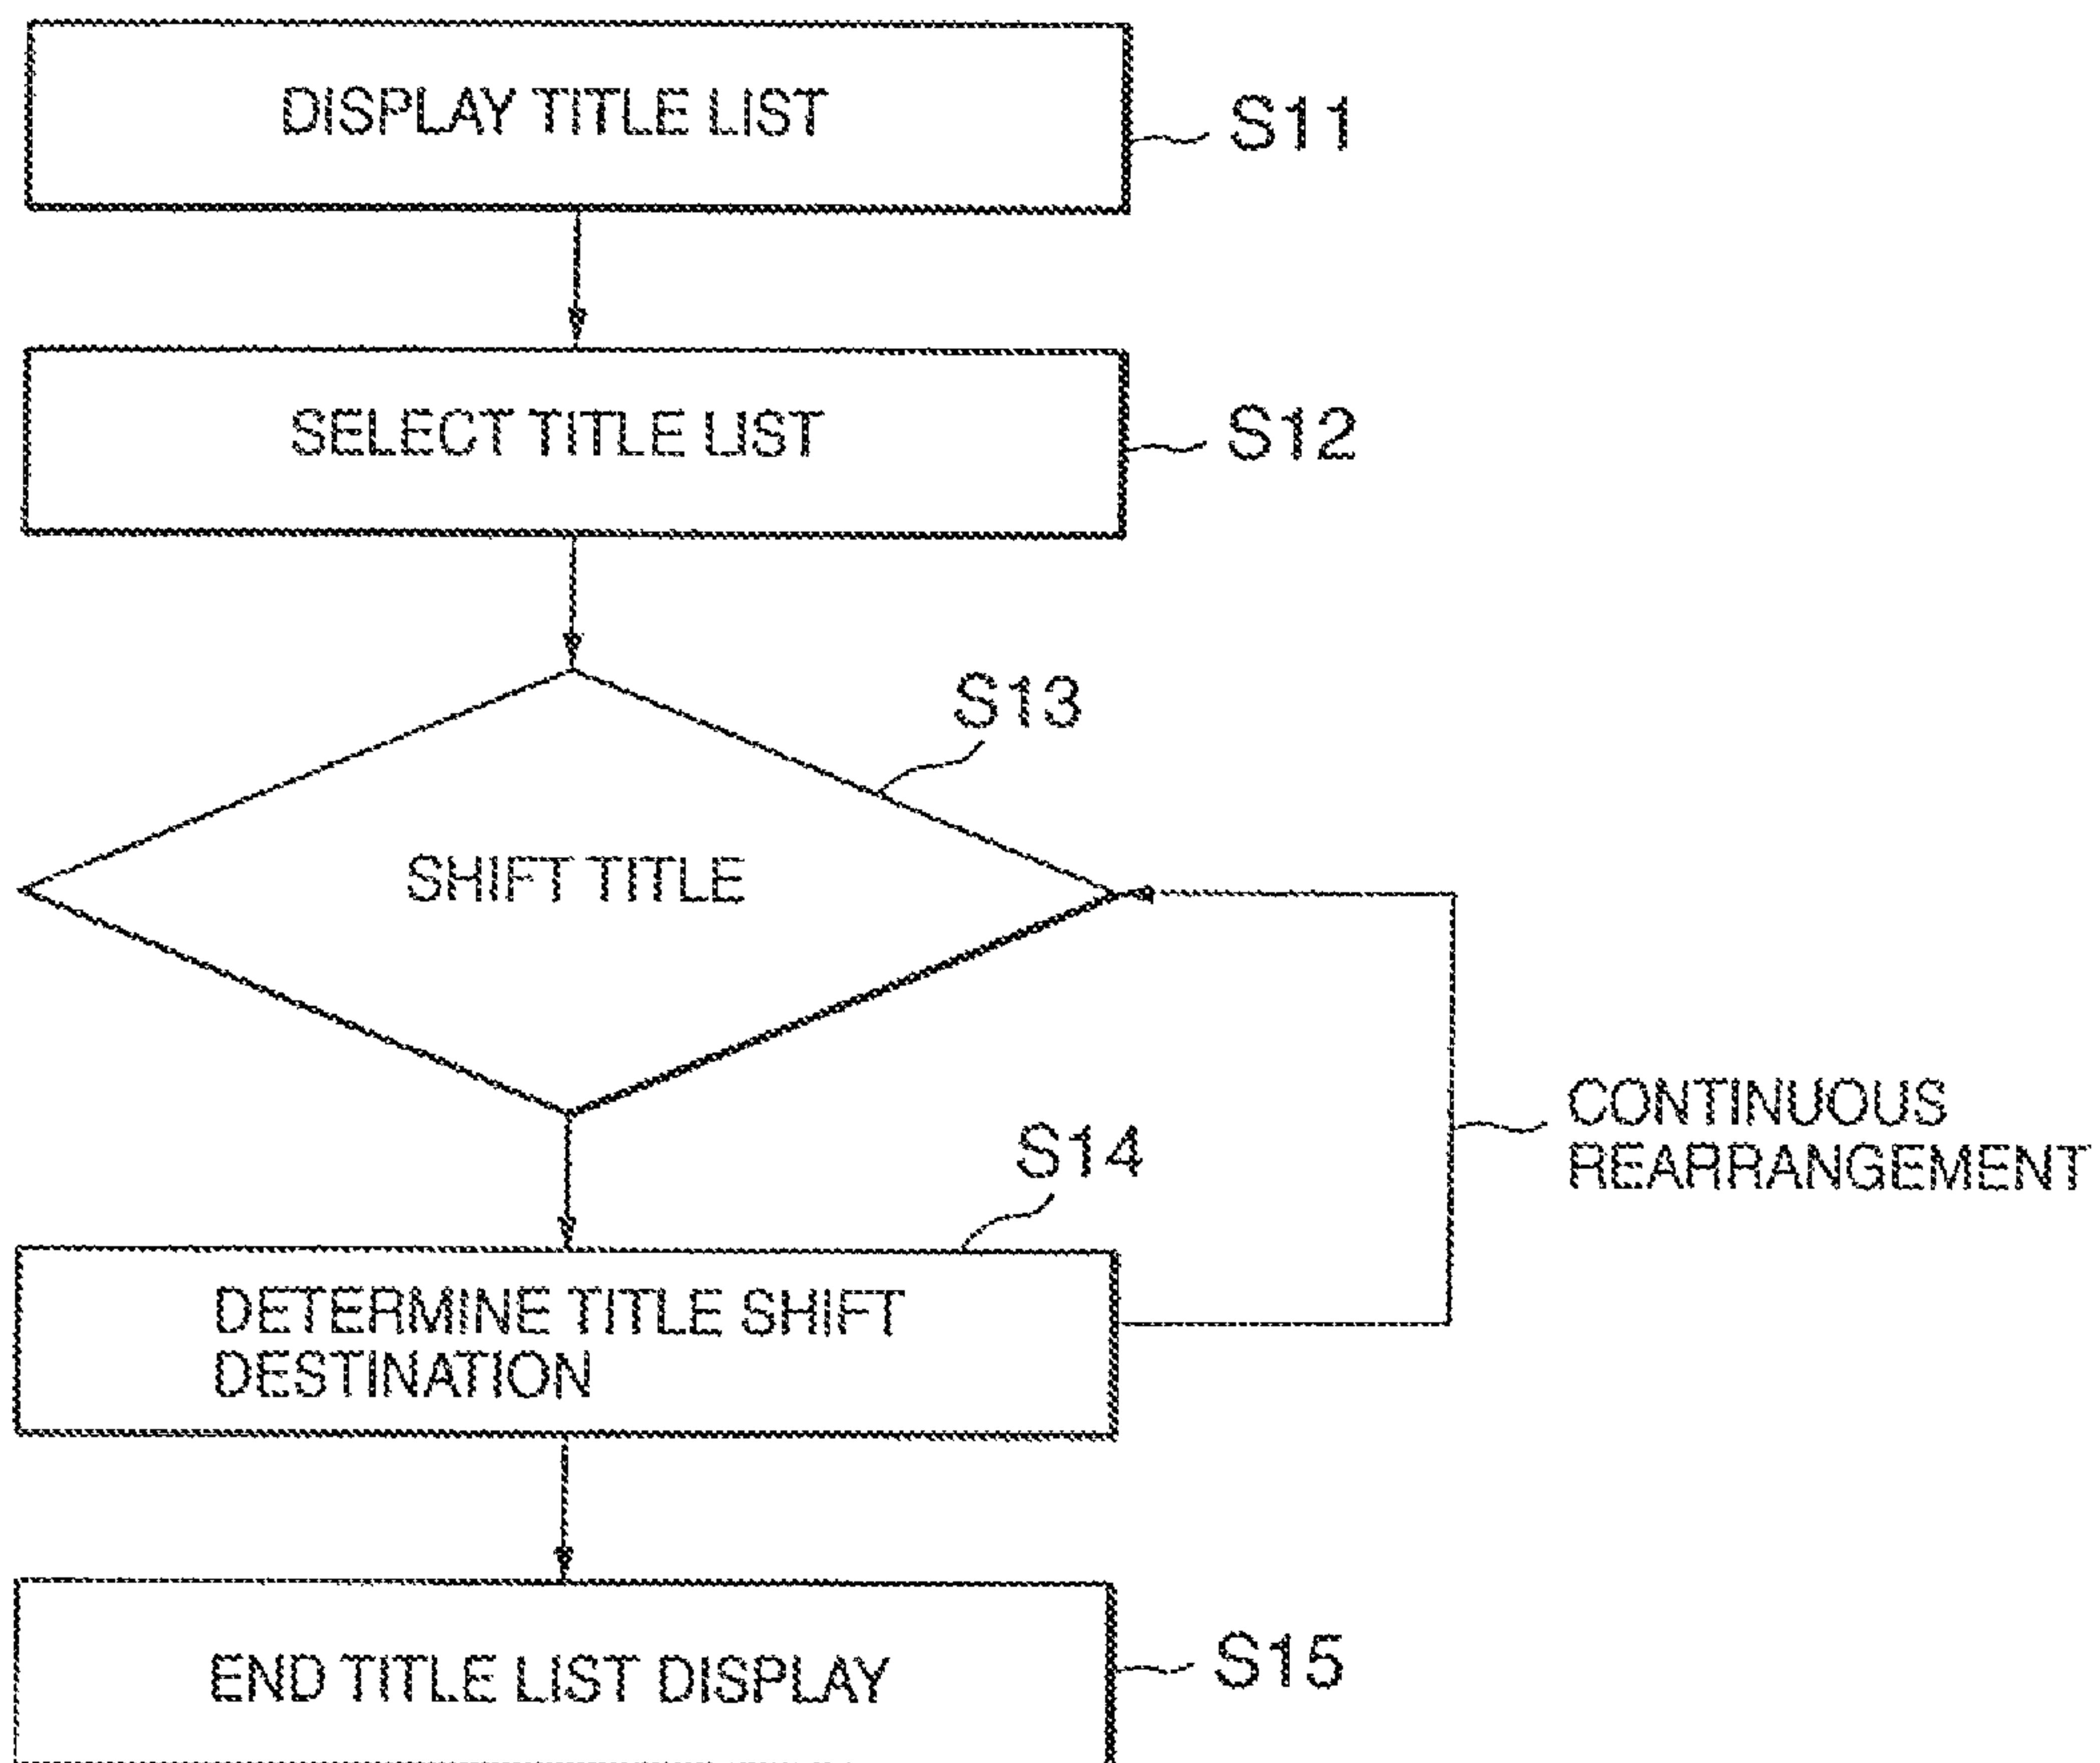 DISPLAY TITLE LIST
S11
SELECT TITLE LIST
S12
S13
SHIFT TITLE
CONTINUOUS
REARRANGEMENT
S14
DETERMINE TITLE SHIFT
DESTINATION
END TITLE LIST DISPLAY
S15